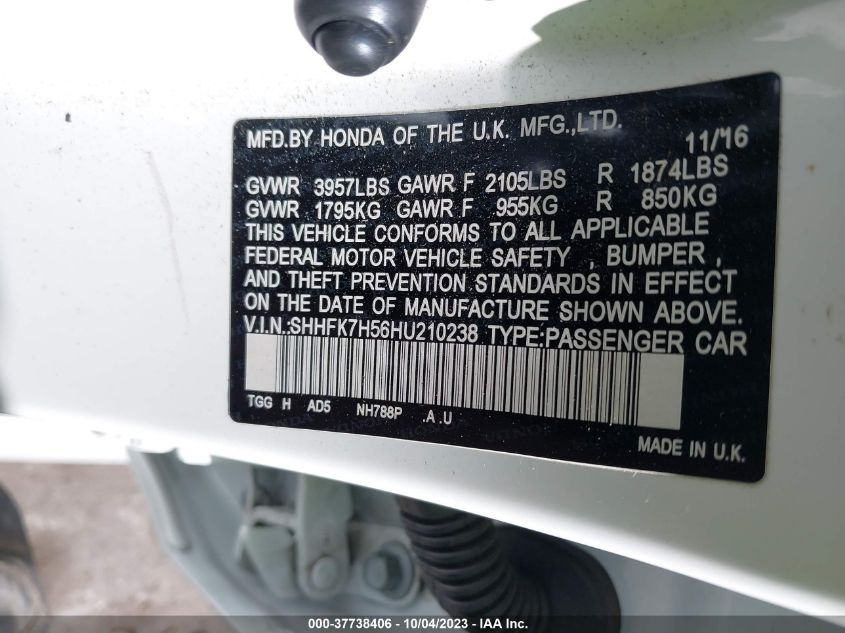 MFD.BY HONDA OF THE U.K. MFG.,LTD. 11/'16
GVWR 3957LBS GAWR F 2105LBS R 1874LBS
GVWR 1795KG GAWR F 955KG R 850KG
THIS VEHICLE CONFORMS TO ALL APPLICABLE
FEDERAL MOTOR VEHICLE SAFETY , BUMPER ,
AND THEFT PREVENTION STANDARDS IN EFFECT
ON THE DATE OF MANUFACTURE SHOWN ABOVE.
V.I.N.:SHHFK7H56HU210238 TYPE:PASSENGER CAR
TGG H AD5 NH788P .A .U
MADE IN U.K.
000-37738406 - 10/04/2023 - IAA Inc.